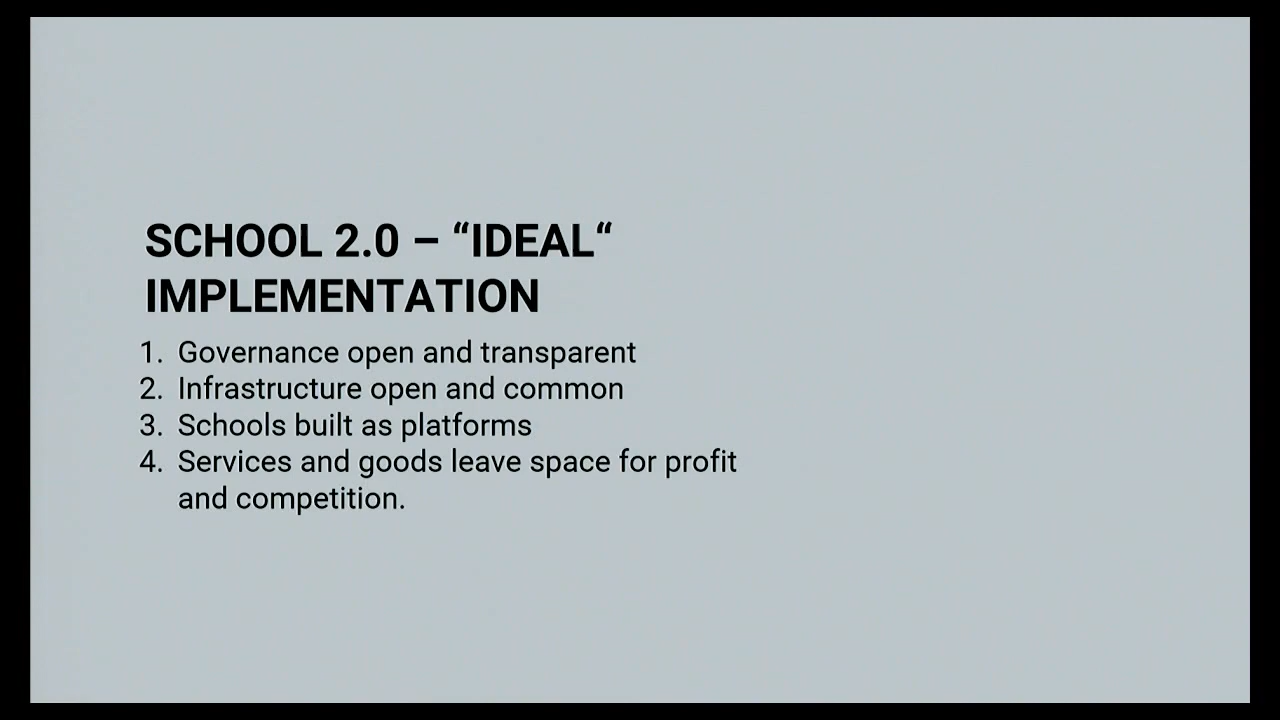 SCHOOL 2.0 – “IDEAL“
IMPLEMENTATION
1. Governance open and transparent
2. Infrastructure open and common
3. Schools built as platforms
4. Services and goods leave space for profit
and competition.